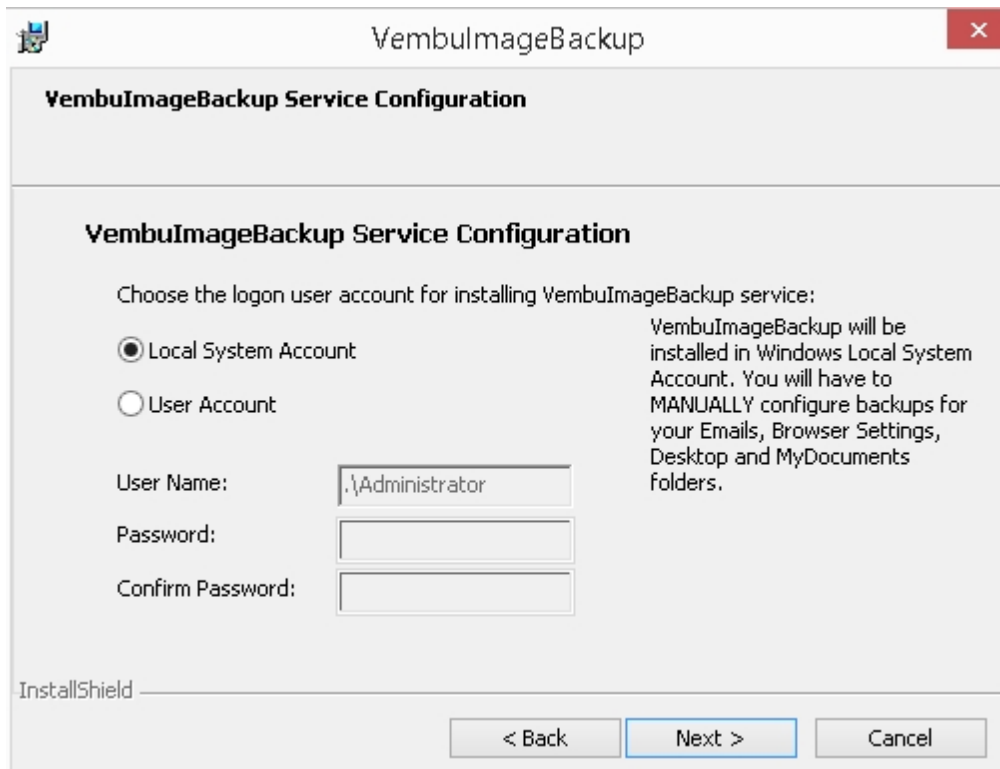 VembuImageBackup
VembuImageBackup Service Configuration
VembuImageBackup Service Configuration
Choose the logon user account for installing VembuImageBackup service:
Local System Account
User Account
VembuImageBackup will be
installed in Windows Local System
Account. You will have to
MANUALLY configure backups for
your Emails, Browser Settings,
Desktop and MyDocuments
folders.
User Name:
.\Administrator
Password:
Confirm Password:
InstallShield
< Back
Next >
Cancel